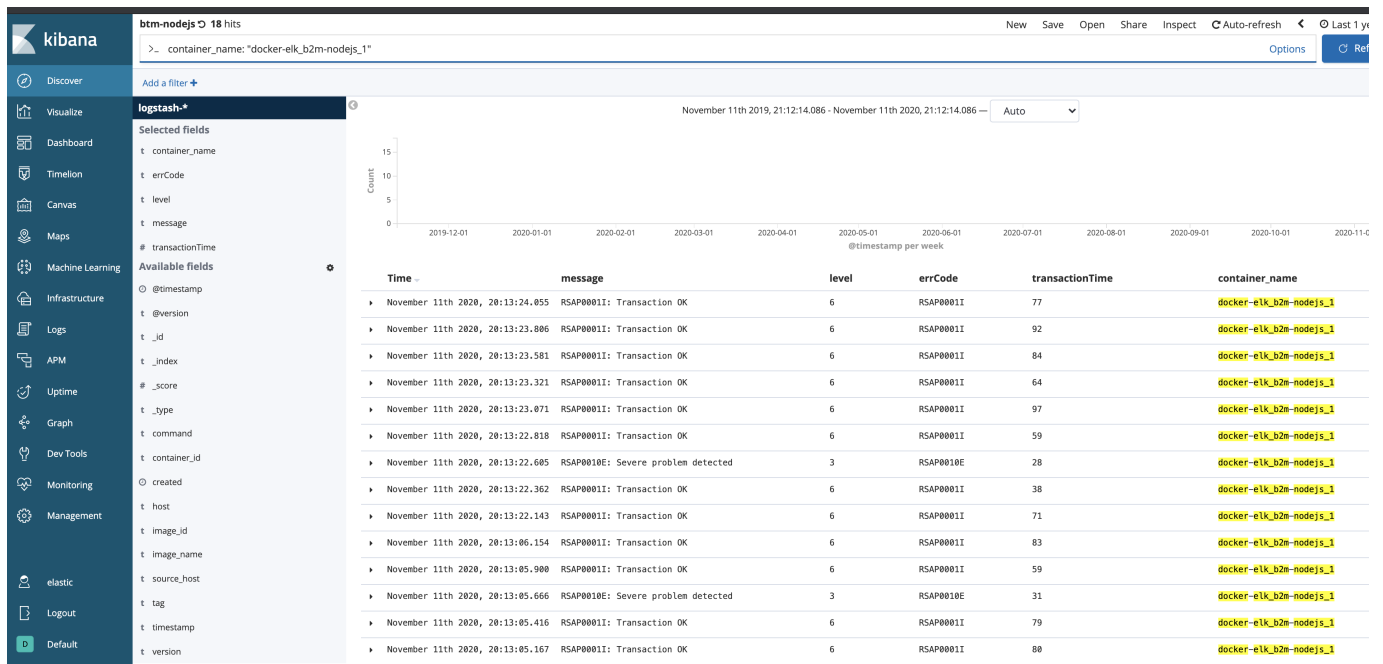 btm-nodejs 18 hits
New Save Open Share Inspect Auto-refresh Last 1 ye
kibana
>_ container_name: "docker-elk_b2m-nodejs_1"
Options
Ref
Discover
Visualize
Dashboard
Timelion
Canvas
Maps
Machine Learning
Infrastructure
Logs
APM
Uptime
Graph
Dev Tools
Monitoring
Management
elastic
Logout
D Default
Add a filter +
logstash-*
Selected fields
t container_name
t errCode
t level
t message
# transactionTime
Available fields
@timestamp
t @version
t _id
t _index
# _score
t _type
t command
t container_id
created
t host
t image_id
t image_name
t source_host
t tag
t timestamp
t version
November 11th 2019, 21:12:14.086 - November 11th 2020, 21:12:14.086 — Auto
Count
15
10
5
0
2019-12-01 2020-01-01 2020-02-01 2020-03-01 2020-04-01 2020-05-01 2020-06-01 2020-07-01 2020-08-01 2020-09-01 2020-10-01 2020-11-0
@timestamp per week
Time message level errCode transactionTime container_name
November 11th 2020, 20:13:24.055 RSAP0001I: Transaction OK 6 RSAP0001I 77 docker-elk_b2m-nodejs_1
November 11th 2020, 20:13:23.806 RSAP0001I: Transaction OK 6 RSAP0001I 92 docker-elk_b2m-nodejs_1
November 11th 2020, 20:13:23.581 RSAP0001I: Transaction OK 6 RSAP0001I 84 docker-elk_b2m-nodejs_1
November 11th 2020, 20:13:23.321 RSAP0001I: Transaction OK 6 RSAP0001I 64 docker-elk_b2m-nodejs_1
November 11th 2020, 20:13:23.071 RSAP0001I: Transaction OK 6 RSAP0001I 97 docker-elk_b2m-nodejs_1
November 11th 2020, 20:13:22.818 RSAP0001I: Transaction OK 6 RSAP0001I 59 docker-elk_b2m-nodejs_1
November 11th 2020, 20:13:22.605 RSAP0010E: Severe problem detected 3 RSAP0010E 28 docker-elk_b2m-nodejs_1
November 11th 2020, 20:13:22.362 RSAP0001I: Transaction OK 6 RSAP0001I 38 docker-elk_b2m-nodejs_1
November 11th 2020, 20:13:22.143 RSAP0001I: Transaction OK 6 RSAP0001I 71 docker-elk_b2m-nodejs_1
November 11th 2020, 20:13:06.154 RSAP0001I: Transaction OK 6 RSAP0001I 83 docker-elk_b2m-nodejs_1
November 11th 2020, 20:13:05.900 RSAP0001I: Transaction OK 6 RSAP0001I 59 docker-elk_b2m-nodejs_1
November 11th 2020, 20:13:05.666 RSAP0010E: Severe problem detected 3 RSAP0010E 31 docker-elk_b2m-nodejs_1
November 11th 2020, 20:13:05.416 RSAP0001I: Transaction OK 6 RSAP0001I 79 docker-elk_b2m-nodejs_1
November 11th 2020, 20:13:05.167 RSAP0001I: Transaction OK 6 RSAP0001I 80 docker-elk_b2m-nodejs_1